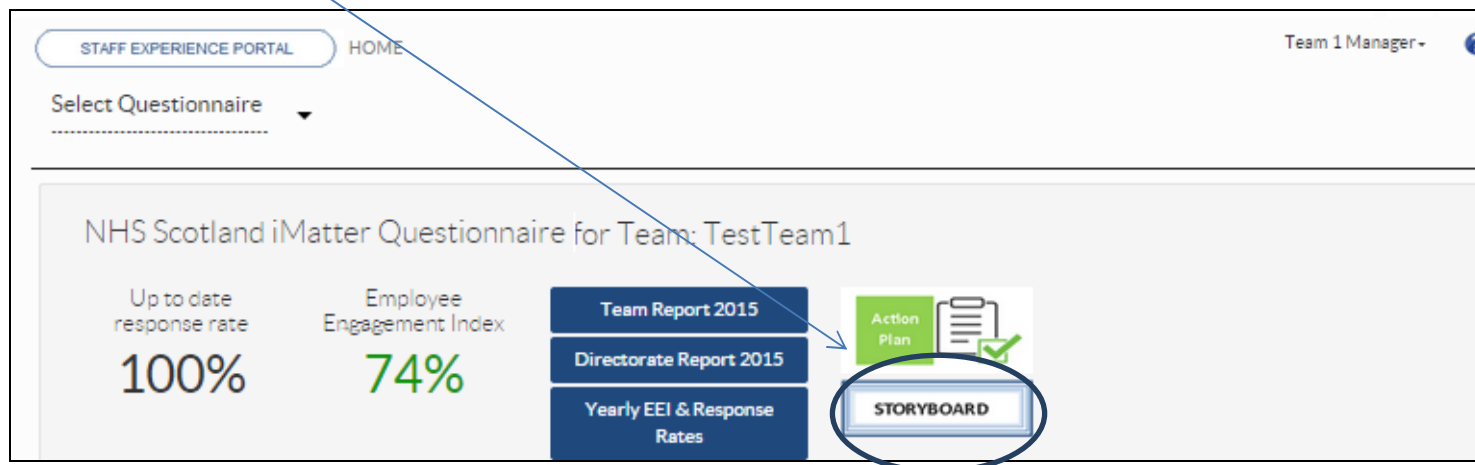 STAFF EXPERIENCE PORTAL HOME Team 1 Manager
Select Questionnaire
NHS Scotland iMatter Questionnaire for Team: TestTeam1
Up to date
response rate
100%
Employee
Engagement Index
74%
Team Report 2015
Directorate Report 2015
Yearly EEI & Response
Rates
Action
Plan
STORYBOARD